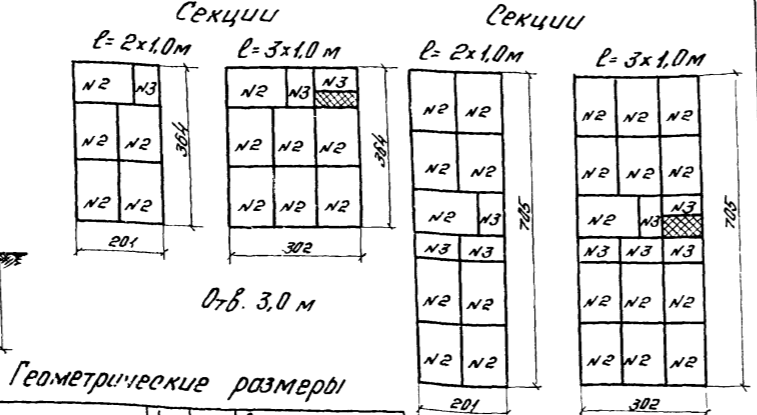 Секции
Секции
l=2x1,0м
l=3x1,0 м
l=2x1,0м
l=3x1,0м
N2 N3
N2 N2
N2 N2
364
201
N2 N3 N3
N2 N2 N2
N2 N2 N2
364
302
N2 N2
N2 N2
N2 N3
N3 N3
N2 N2
N2 N2
705
201
N2 N2 N2
N2 N2 N2
N2 N3 N3
N3 N3 N3
N2 N2 N2
N2 N2 N2
705
302
Отв. 3,0 м
Геометрические размеры